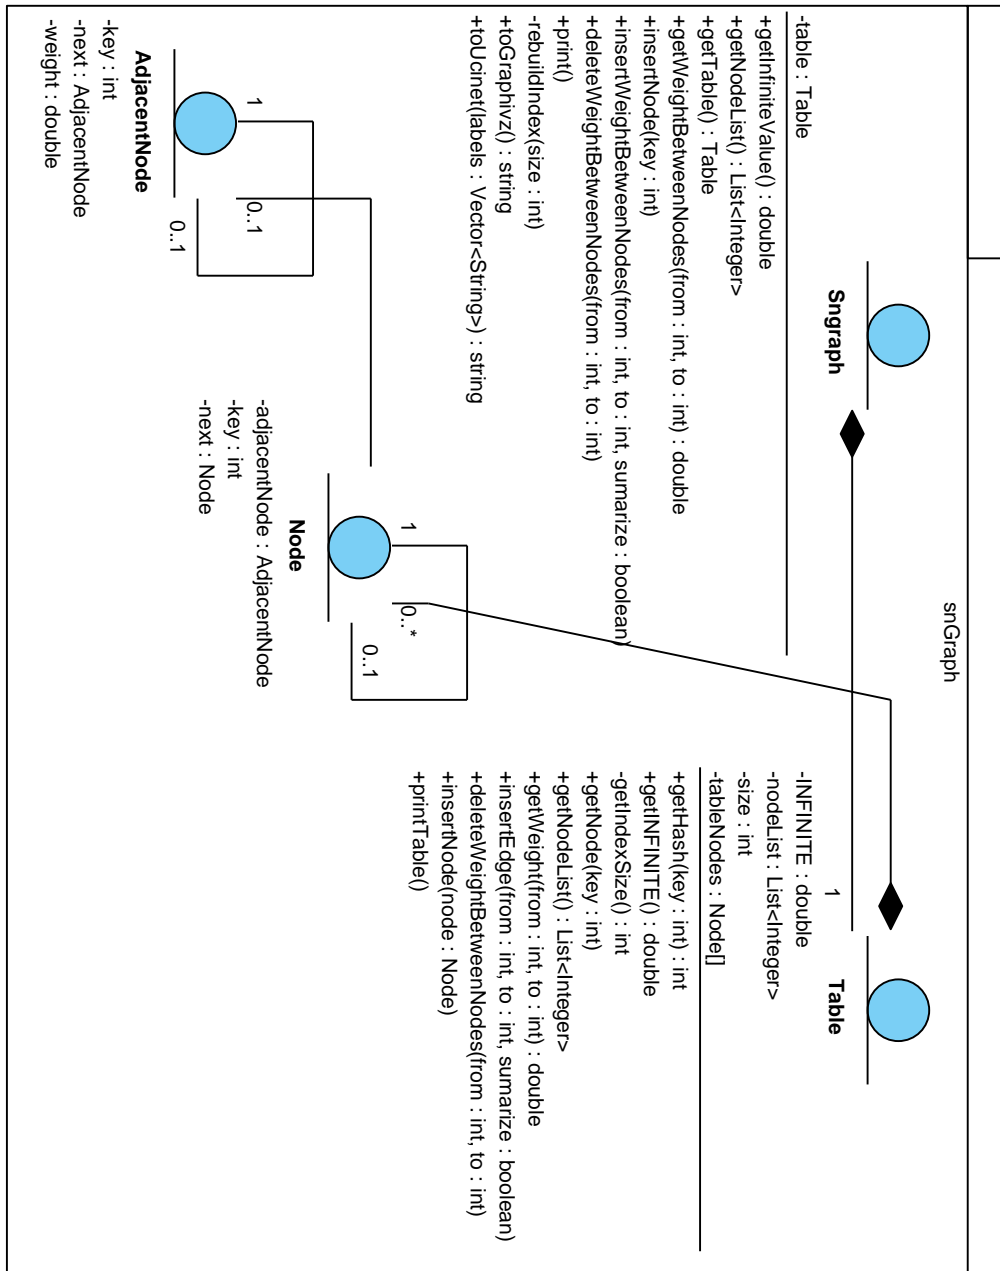 snGraph
Sngraph
-table : Table
+getInfiniteValue() : double
+getNodeList() : List<Integer>
+getTable() : Table
+getWeightBetweenNodes(from : int, to : int) : double
+insertNode(key : int)
+insertWeightBetweenNodes(from : int, to : int, sumarize : boolean)
+deleteWeightBetweenNodes(from : int, to : int)
+print()
-rebuildIndex(size : int)
+toGraphivz() : string
+toUcinet(labels : Vector<String>) : string
1
Table
-INFINITE : double
-nodeList : List<Integer>
-size : int
-tableNodes : Node[]
+getHash(key : int) : int
+getINFINITE() : double
-getIndexSize() : int
+getNode(key : int)
+getNodeList() : List<Integer>
+getWeight(from : int, to : int) : double
+insertEdge(from : int, to : int, sumarize : boolean)
+deleteWeightBetweenNodes(from : int, to : int)
+insertNode(node : Node)
+printTable()
1
0..*
0..1
Node
-adjacentNode : AdjacentNode
-key : int
-next : Node
1
0..1
0..1
AdjacentNode
-key : int
-next : AdjacentNode
-weight : double